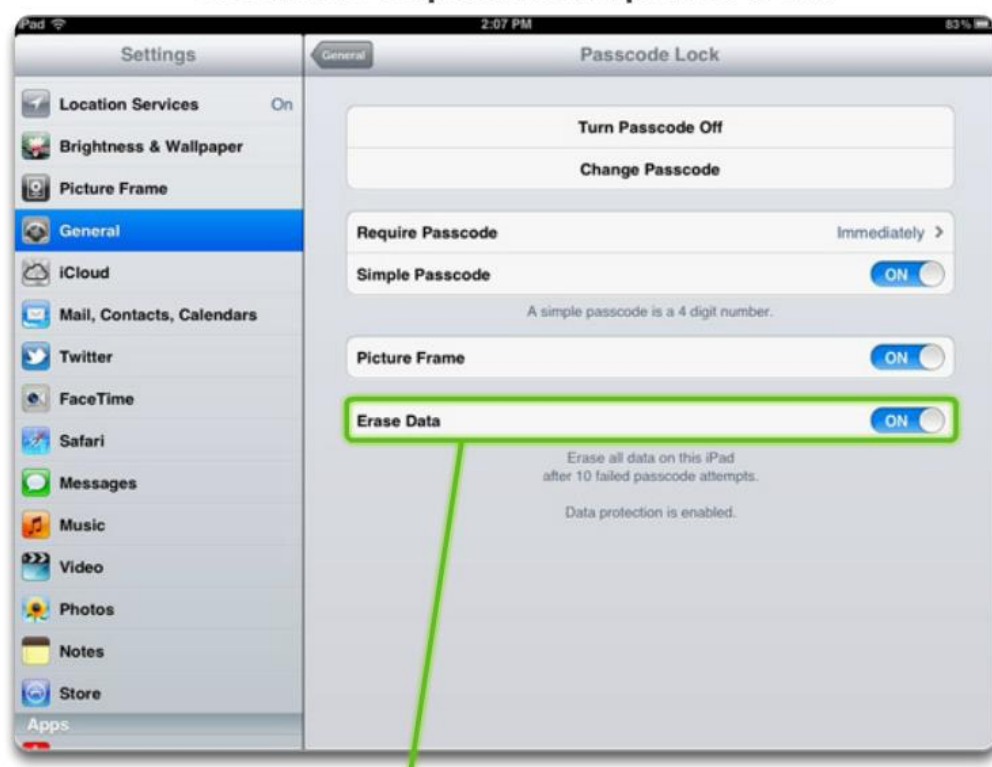 iPad 2:07 PM 83%
Settings General Passcode Lock
Location Services On
Brightness & Wallpaper
Picture Frame
General
iCloud
Mail, Contacts, Calendars
Twitter
FaceTime
Safari
Messages
Music
Video
Photos
Notes
Store
Apps
Turn Passcode Off
Change Passcode
Require Passcode Immediately >
Simple Passcode ON
A simple passcode is a 4 digit number.
Picture Frame ON
Erase Data ON
Erase all data on this iPad
after 10 failed passcode attempts.
Data protection is enabled.